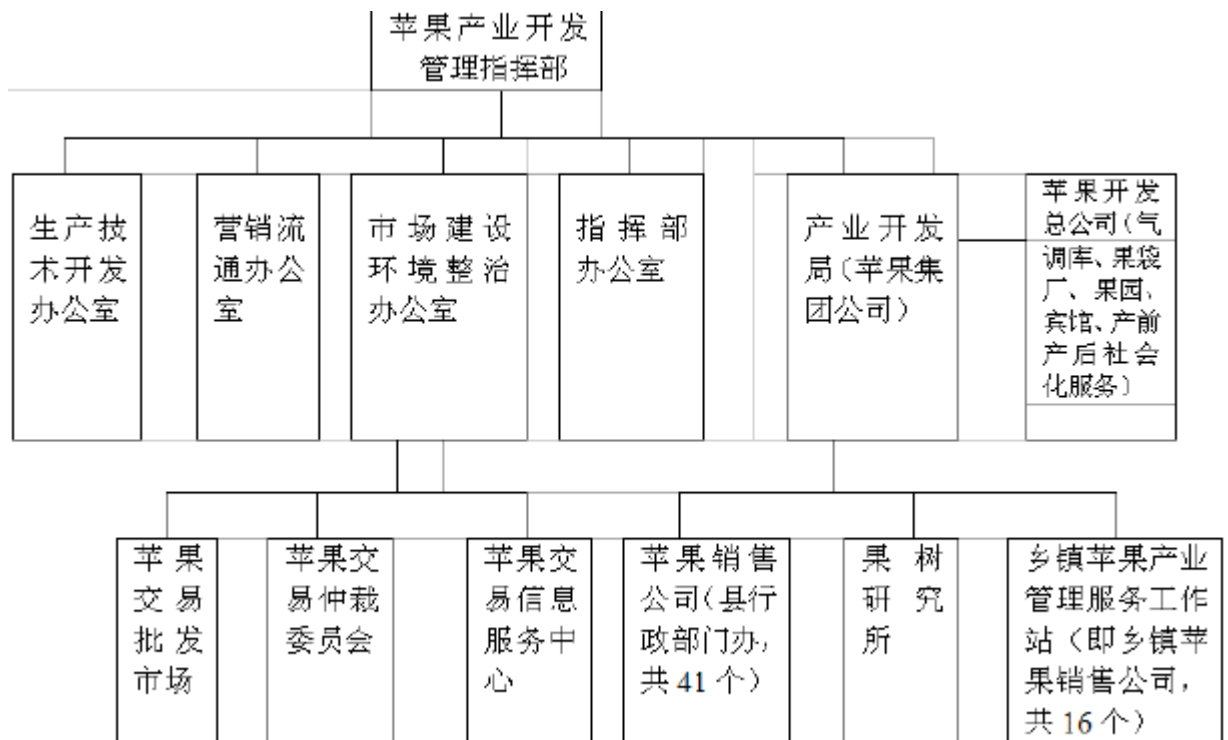 苹果产业开发
管理指挥部
生产技
术开发
办公室
营销流
通办公
室
市场建设
环境整治
办公室
指挥部
办公室
产业开发
局（苹果集
团公司）
苹果开发
总公司（气
调库、果袋
厂、果园、
宾馆、产前
产后社会
化服务）
苹果
交易
批发
市场
苹果交
易仲裁
委员会
苹果交
易信息
服务中
心
苹果销售
公司（县行
政部门办，
共 41 个）
果树
研究
所
乡镇苹果产业
管理服务工作
站（即乡镇苹
果销售公司，
共 16 个）